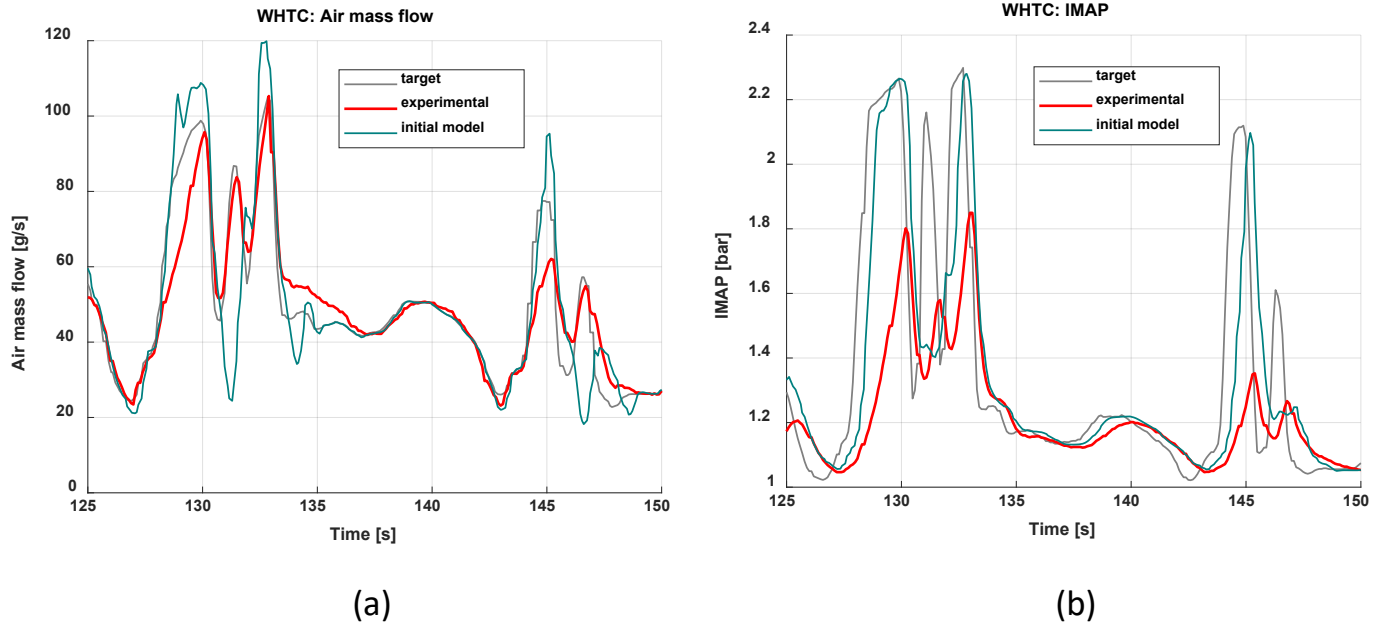 WHTC: Air mass flow
120
100
80
60
40
20
0
Air mass flow [g/s]
target
experimental
initial model
125
130
135
140
145
150
Time [s]
(a)
WHTC: IMAP
2.4
2.2
2
1.8
1.6
1.4
1.2
1
IMAP [bar]
target
experimental
initial model
125
130
135
140
145
150
Time [s]
(b)